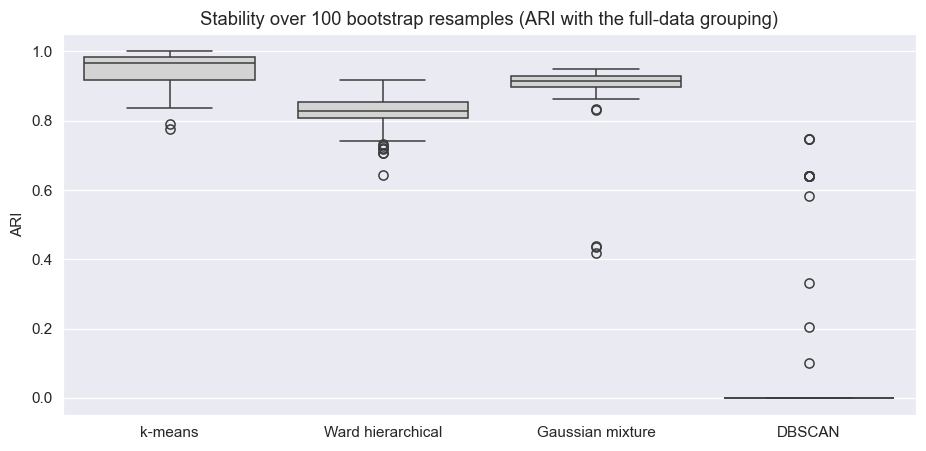 Stability over 100 bootstrap resamples (ARI with the full-data grouping)
ARI
1.0
0.8
0.6
0.4
0.2
0.0
k-means
Ward hierarchical
Gaussian mixture
DBSCAN